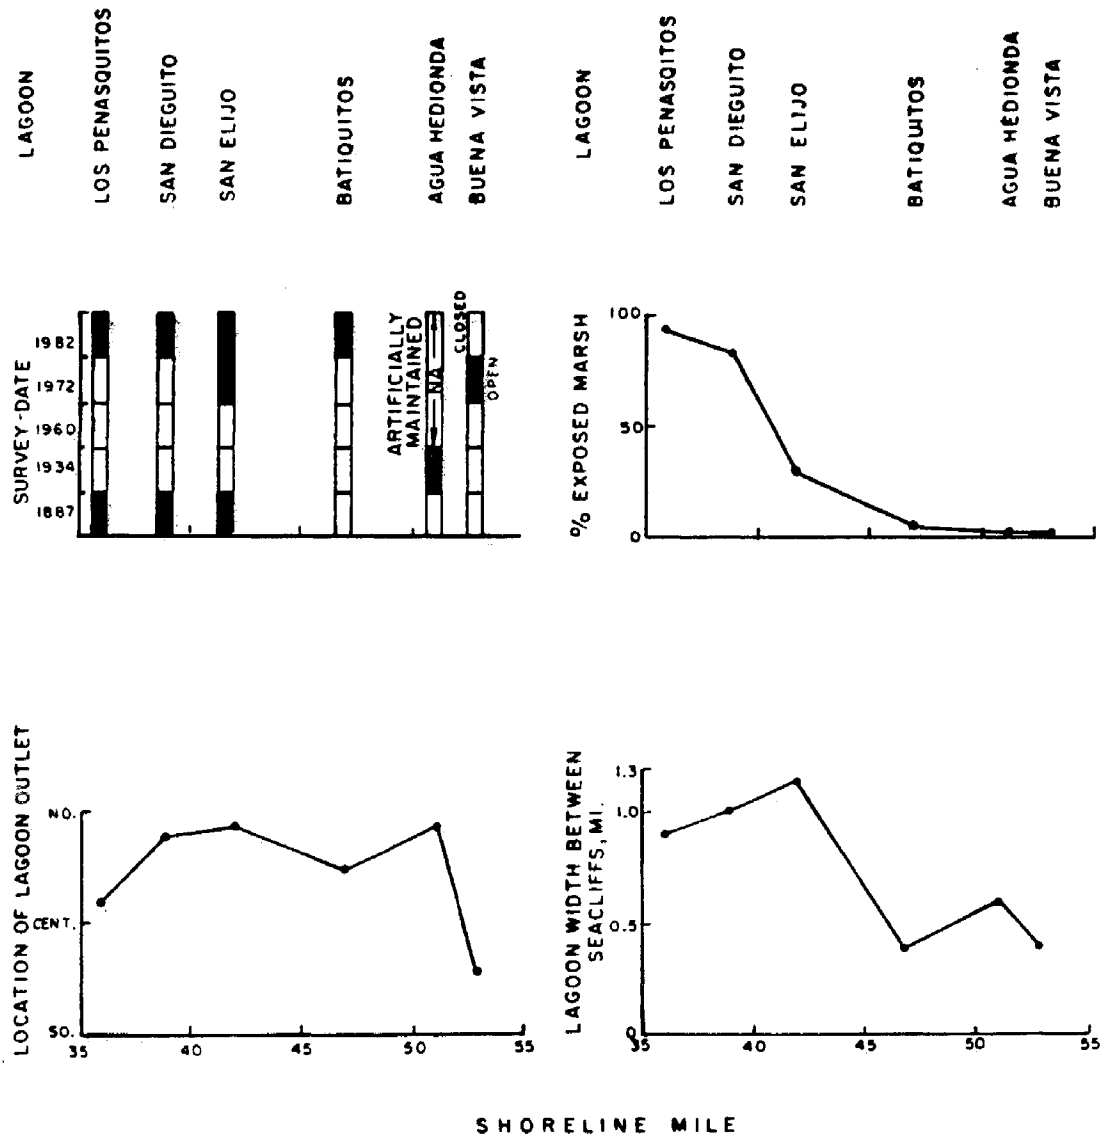 LAGOON
LOS PENASQUITOS
SAN DIEGUITO
SAN ELIJO
BATIQUITOS
AGUA HEDIONDA
BUENA VISTA
LAGOON
LOS PENASQITOS
SAN DIEGUITO
SAN ELIJO
BATIQUITOS
AGUA HEDIONDA
BUENA VISTA
SURVEY-DATE
1982
1972
1960
1934
1887
ARTIFICIALLY
MAINTAINED
NA
CLOSED
OPEN
% EXPOSED MARSH
100
50
0
LOCATION OF LAGOON OUTLET
NO.
CENT.
SO.
35
40
45
50
55
LAGOON WIDTH BETWEEN
SEACLIFFS, MI.
1.3
1.0
0.5
0
35
40
45
50
55
SHORELINE MILE